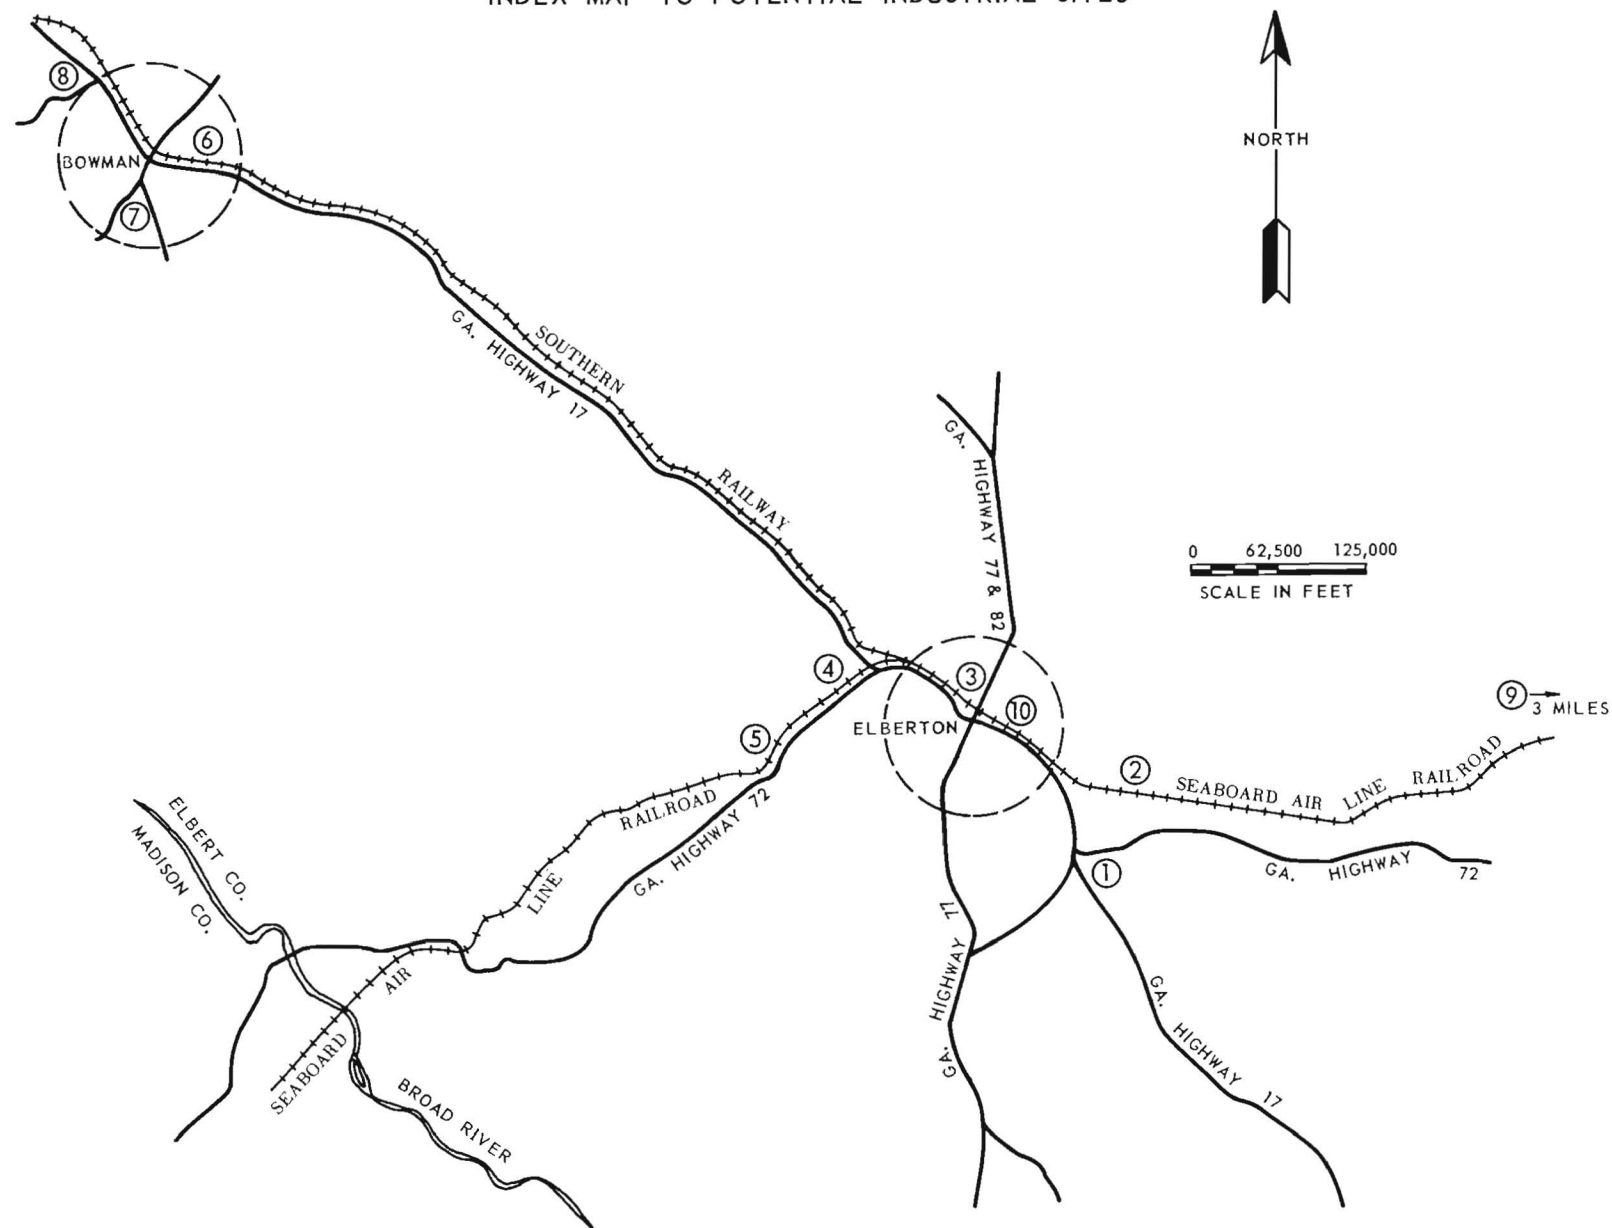 INDEX MAP TO POTENTIAL INDUSTRIAL SITES
NORTH
8
6
BOWMAN
7
GA. HIGHWAY 17
SOUTHERN RAILWAY
GA. HIGHWAY 77 & 82
0 62,500 125,000
SCALE IN FEET
4
3
10
ELBERTON
5
9
3 MILES
2
SEABOARD AIR LINE RAILROAD
1
GA. HIGHWAY 72
SEABOARD AIR LINE RAILROAD
GA. HIGHWAY 72
ELBERT CO.
MADISON CO.
BROAD RIVER
GA. HIGHWAY 77
GA. HIGHWAY 17